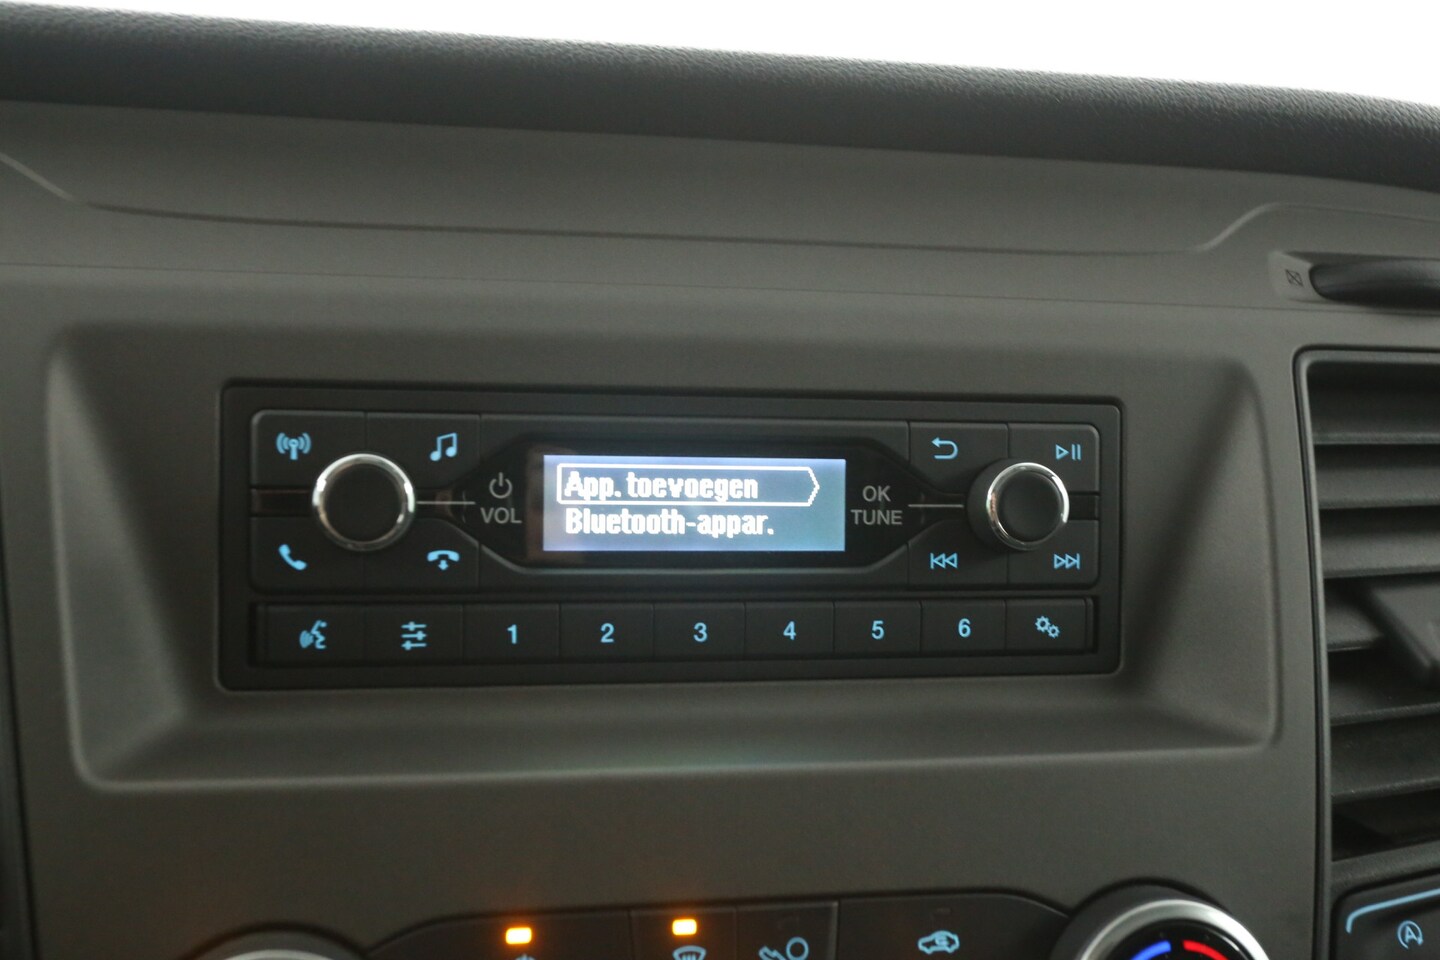 App. toevoegen
Bluetooth-appar.
VOL
OK
TUNE
1 2 3 4 5 6
A